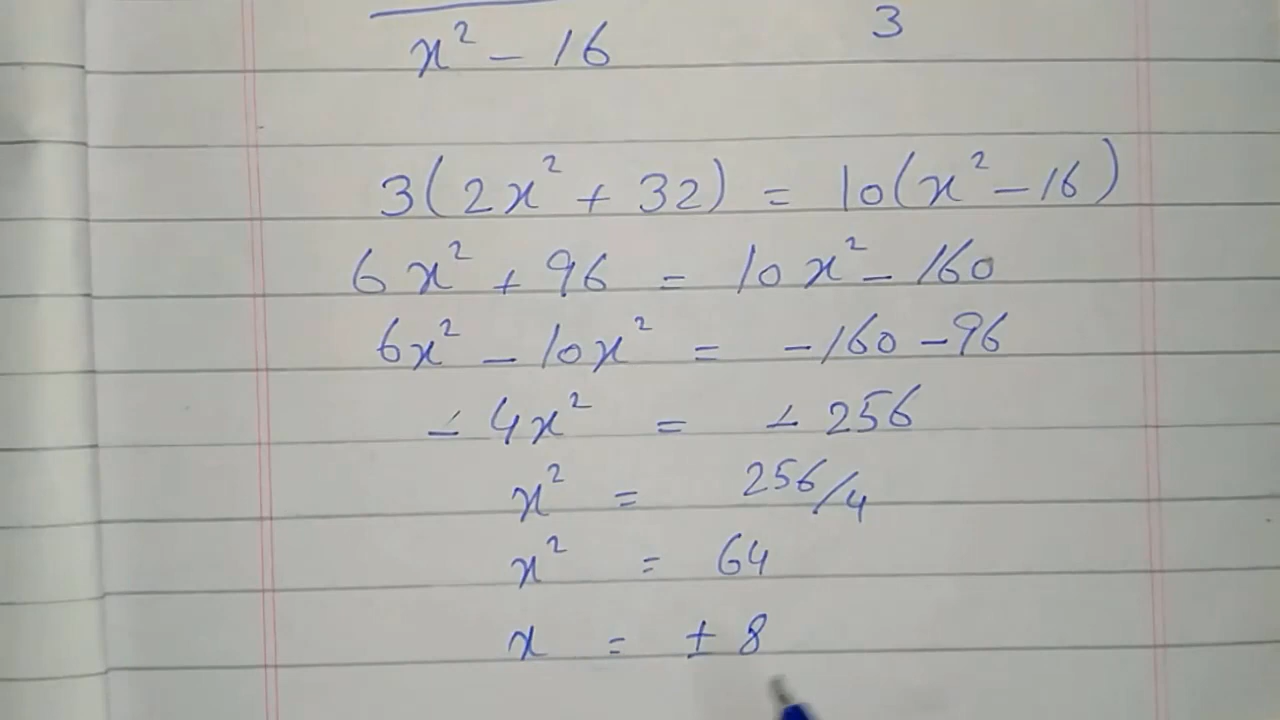 x² - 16 3
3(2x² + 32) = 10(x² - 16)
6x² + 96 = 10x² - 160
6x² - 10x² = -160 - 96
- 4x² = - 256
x² = 256/4
x² = 64
x = ± 8